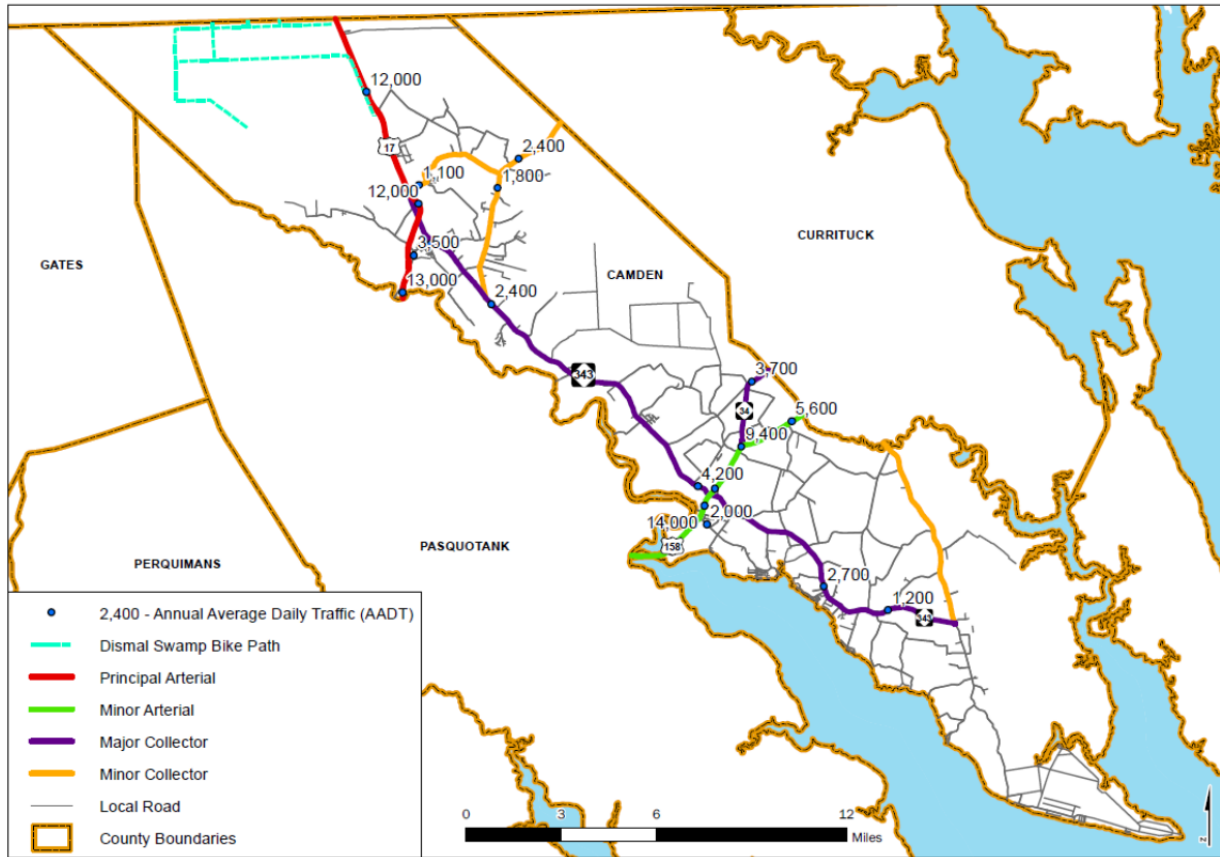 12,000
17
2,400
1,100
1,800
12,000
CURRITUCK
3,500
GATES
CAMDEN
13,000
2,400
343
3,700
34
5,600
9,400
4,200
2,000
14,000
158
PASQUOTANK
PERQUIMANS
2,700
1,200
343
2,400 - Annual Average Daily Traffic (AADT)
Dismal Swamp Bike Path
Principal Arterial
Minor Arterial
Major Collector
Minor Collector
Local Road
County Boundaries
0 3 6 12
Miles
N